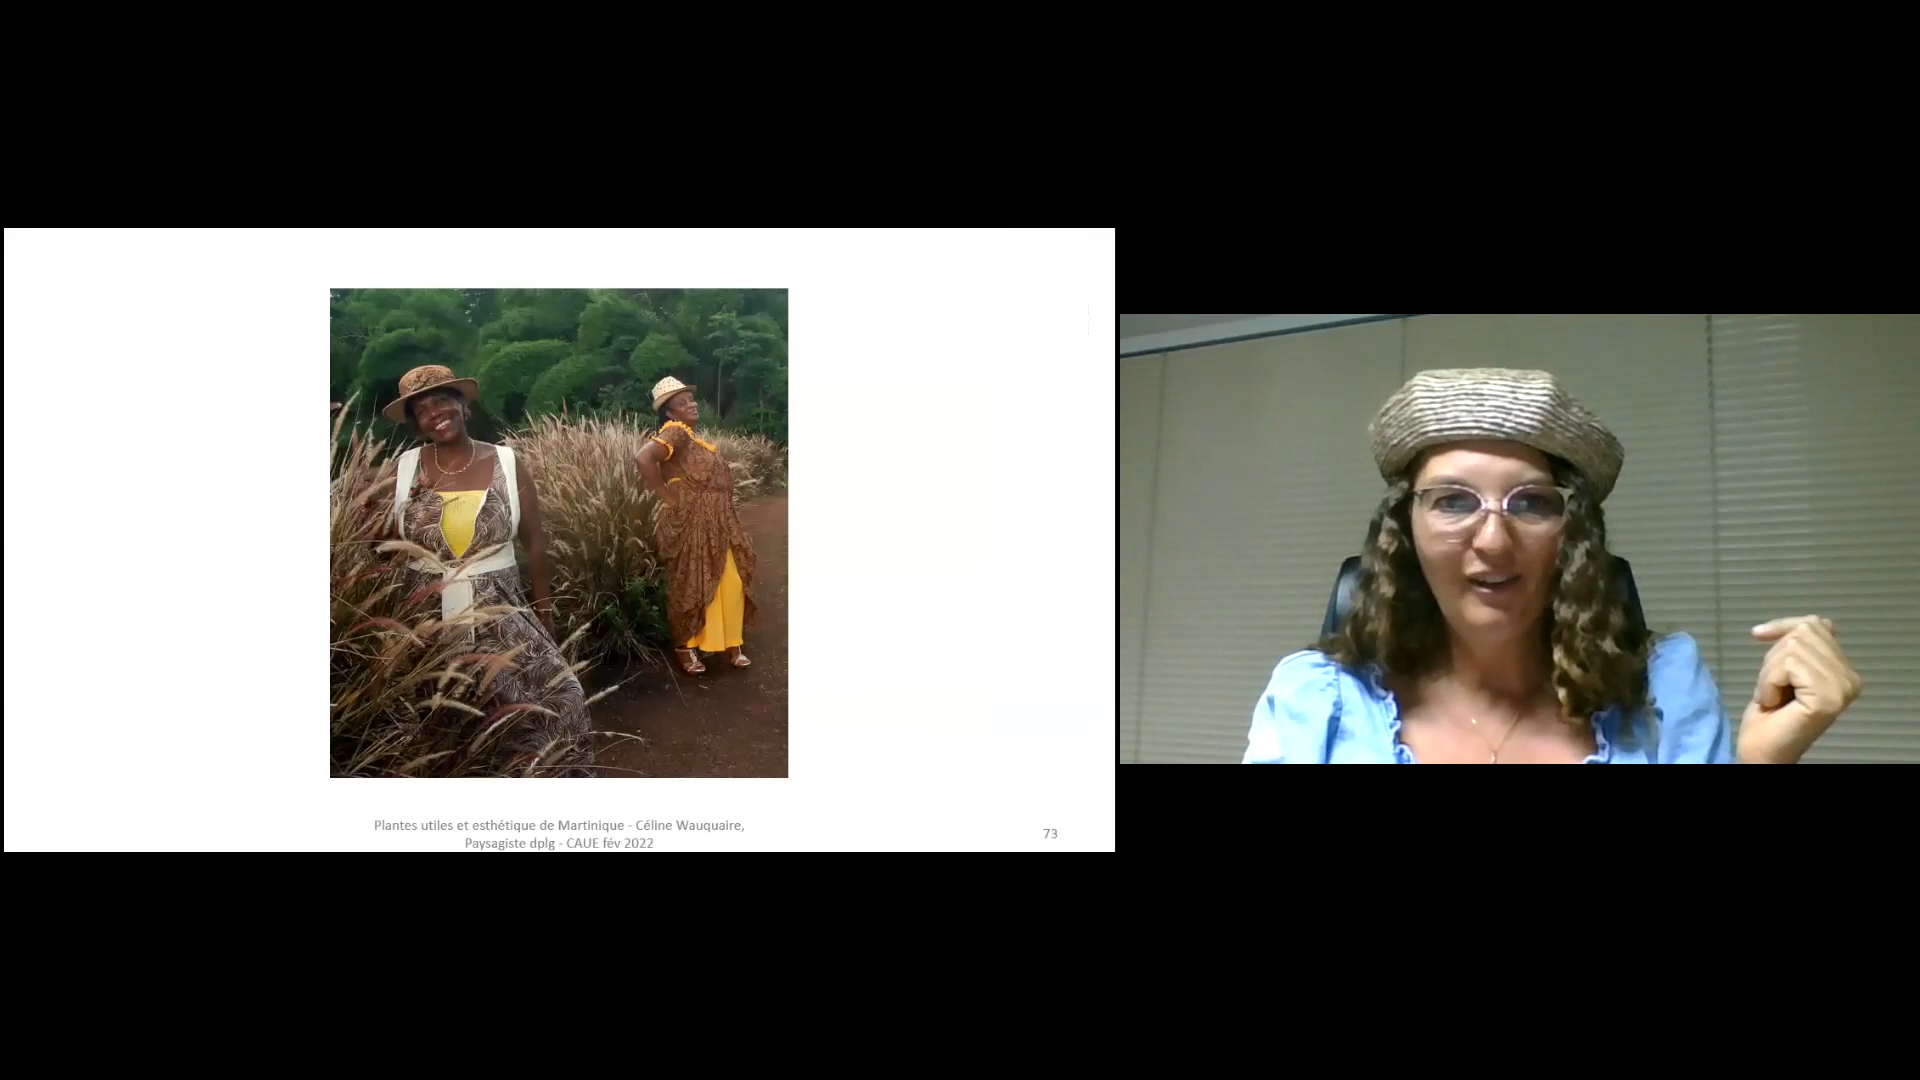 Plantes utiles et esthétique de Martinique - Céline Wauquaire,
Paysagiste dplg - CAUE fév 2022
73